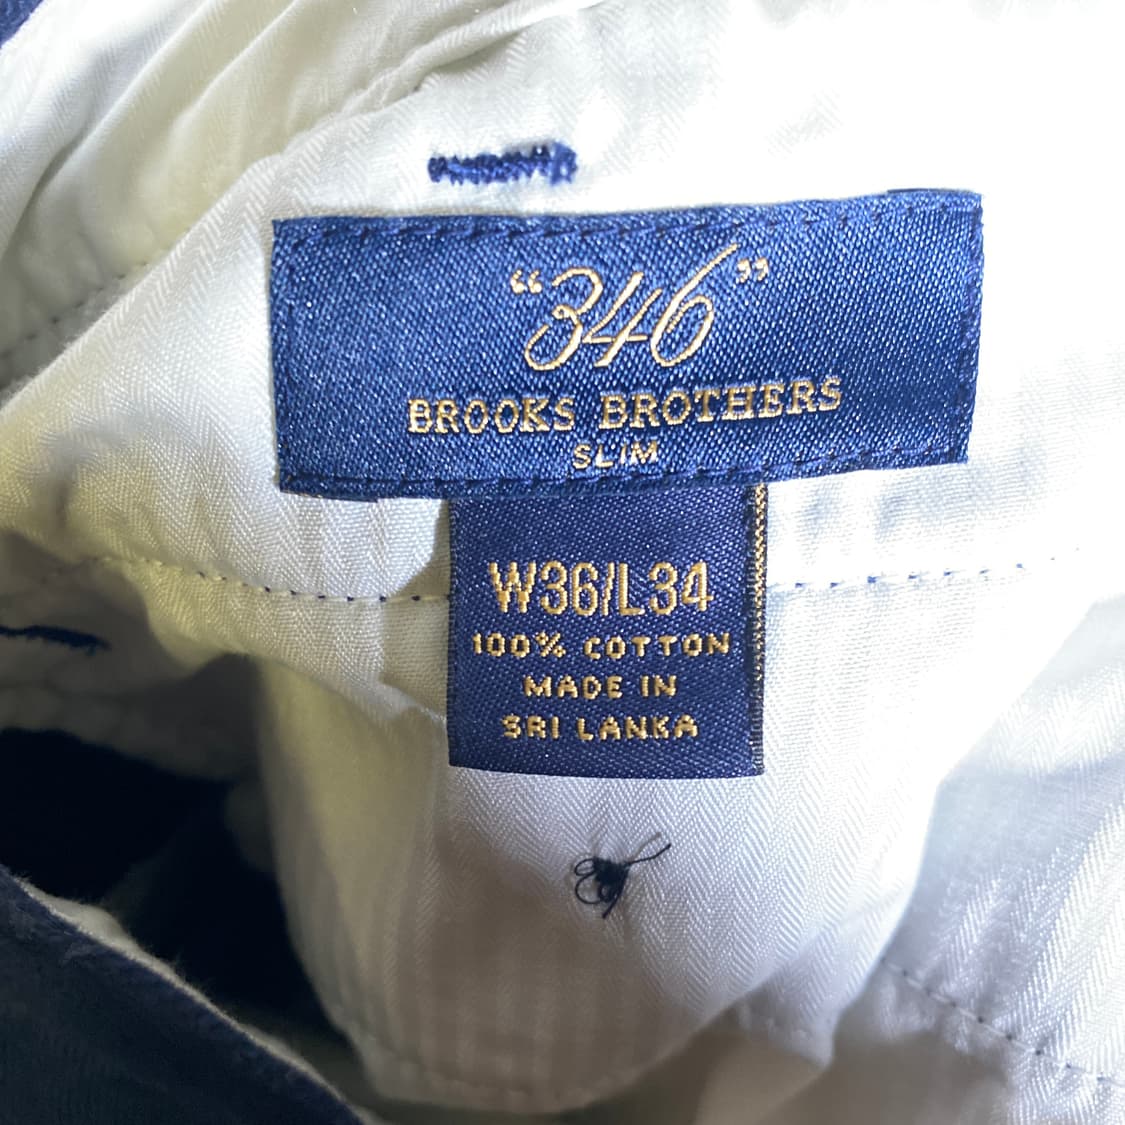 “346”
BROOKS BROTHERS
SLIM
W36/L34
100% COTTON
MADE IN
SRI LANKA